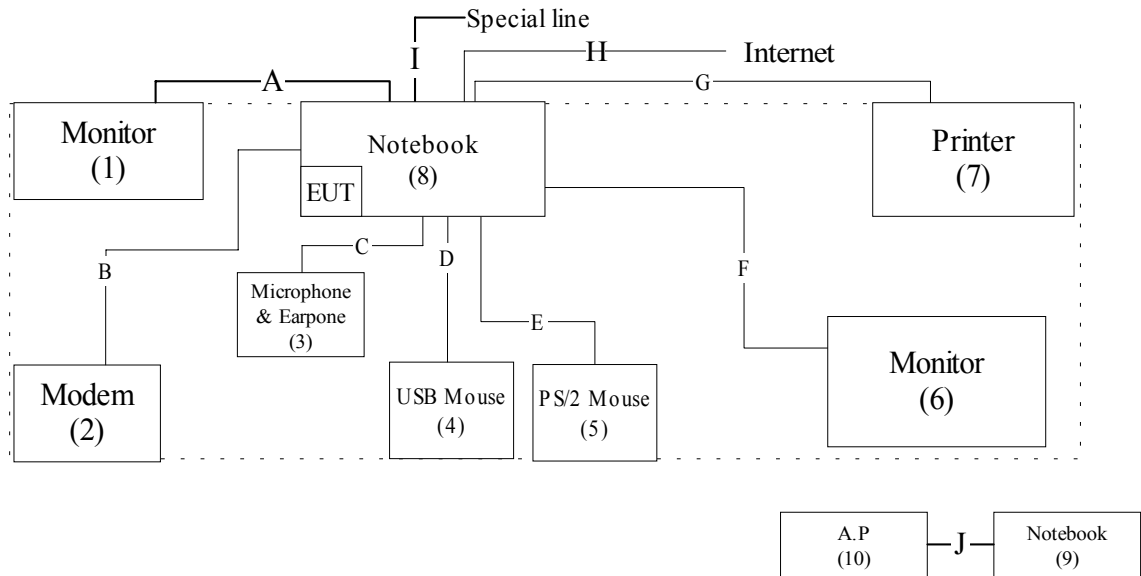 Special line
I
H
Internet
A
G
Monitor
(1)
Notebook
(8)
EUT
Printer
(7)
B
C
D
E
F
Microphone
& Earpone
(3)
Modem
(2)
USB Mouse
(4)
PS/2 Mouse
(5)
Monitor
(6)
A.P
(10)
J
Notebook
(9)